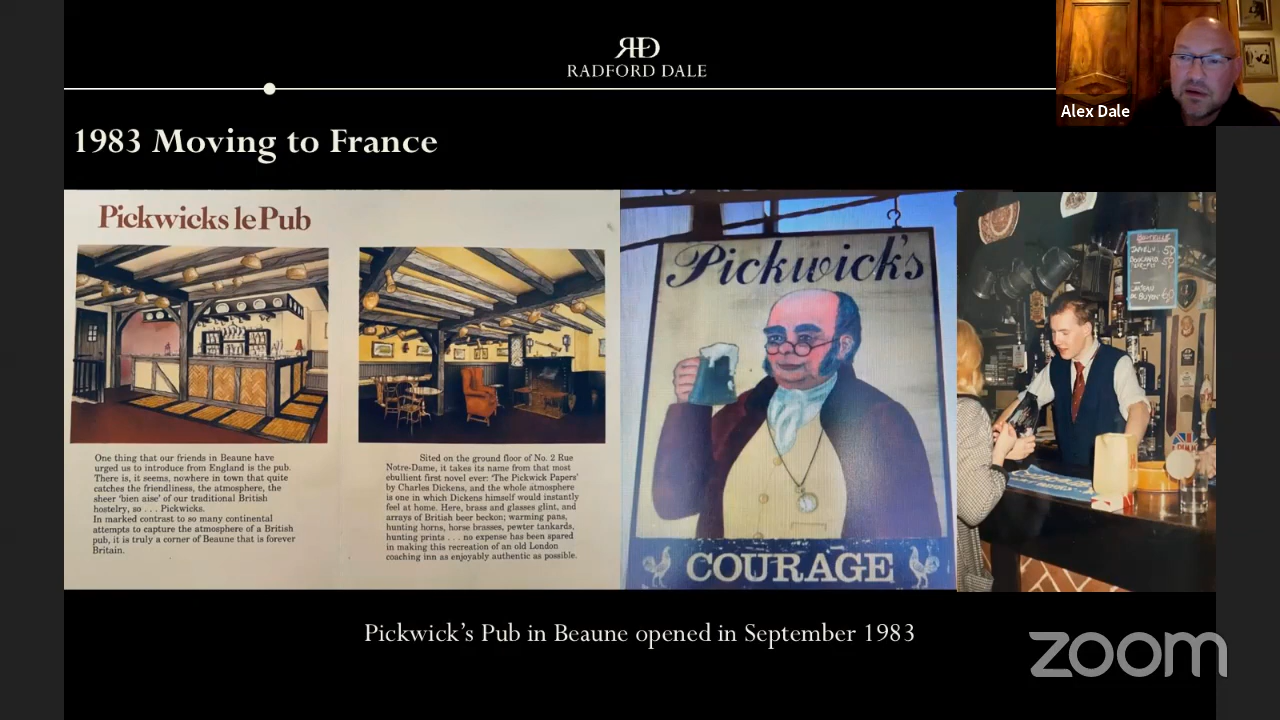 RD
RADFORD DALE
Alex Dale
1983 Moving to France
Pickwicks le Pub
One thing that our friends in Beaune have
urged us to introduce from England is the pub.
There is, it seems, nowhere in town that quite
catches the friendliness, the atmosphere, the
sheer 'bien aise' of our traditional British
hostelry, so . . . Pickwicks.
In marked contrast to so many continental
attempts to capture the atmosphere of a British
pub, it is truly a corner of Beaune that is forever
Britain.
Sited on the ground floor of No. 2 Rue
Notre-Dame, it takes its name from that most
ebullient first novel ever: 'The Pickwick Papers'
by Charles Dickens, and the whole atmosphere
is one in which Dickens himself would instantly
feel at home. Here, brass and glasses glint, and
arrays of British beer beckon; warming pans,
hunting horns, horse brasses, pewter tankards,
hunting prints . . . no expense has been spared
in making this recreation of an old London
coaching inn as enjoyably authentic as possible.
Pickwick's
COURAGE
Pickwick's Pub in Beaune opened in September 1983
zoom